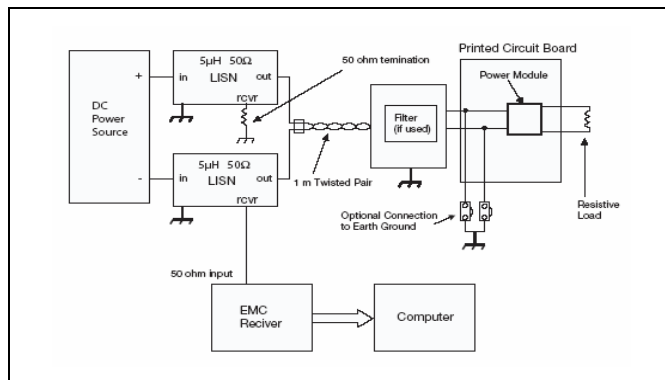 DC
Power
Source
+
-
5µH 50Ω
in LISN out
rcvr
50 ohm temination
5µH 50Ω
in LISN out
rcvr
1 m Twisted Pair
Filter
(if used)
Printed Circuit Board
Power Module
Resistive
Load
Optional Connection
to Earth Ground
50 ohm input
EMC
Reciver
Computer